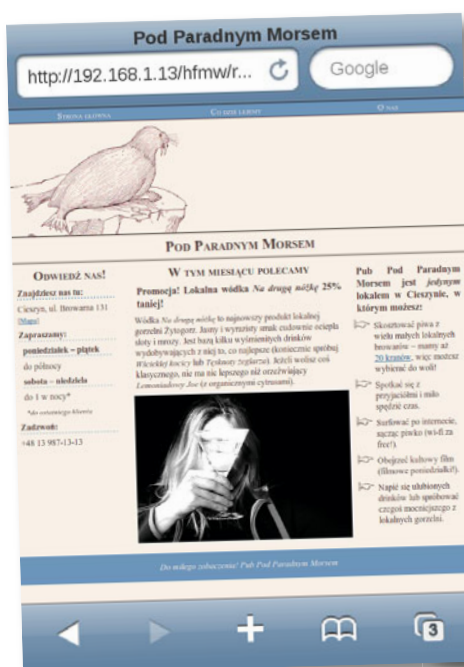 Pod Paradnym Morsem
http://192.168.1.13/hfmw/r...
Google
Strona główna
Co dziś lejemy
O nas
Pod Paradnym Morsem
Odwiedź nas!
Znajdziesz nas tu:
Cieszyn, ul. Browarna 131
[Mapa]
Zapraszamy:
poniedziałek – piątek
do północy
sobota – niedziela
do 1 w nocy*
*do ostatniego klienta
Zadzwoń:
+48 13 987-13-13
W tym miesiącu polecamy
Promocja! Lokalna wódka Na drugą nóżkę 25%
taniej!
Wódka Na drugą nóżkę to najnowszy produkt lokalnej
gorzelni Żytogorz. Jasny i wyrazisty smak cudownie ociepla
słoty i mrozy. Jest bazą kilku wyśmienitych drinków
wydobywających z niej to, co najlepsze (koniecznie spróbuj
Wściekłej kocicy lub Tęsknoty żeglarza). Jeżeli wolisz coś
klasycznego, nie ma nic lepszego niż orzeźwiający
Lemoniadowy Joe (z organicznymi cytrusami).
Pub Pod Paradnym
Morsem jest jedynym
lokalem w Cieszynie, w
którym możesz:
Skosztować piwa z
wielu małych lokalnych
browarów – mamy aż
20 kranów, więc możesz
wybierać do woli!
Spotkać się z
przyjaciółmi i miło
spędzić czas.
Surfować po internecie,
sącząc piwko (wi-fi za
free!).
Obejrzeć kultowy film
(filmowe poniedziałki!).
Napić się ulubionych
drinków lub spróbować
czegoś mocniejszego z
lokalnych gorzelni.
Do miłego zobaczenia! Pub Pod Paradnym Morsem
3